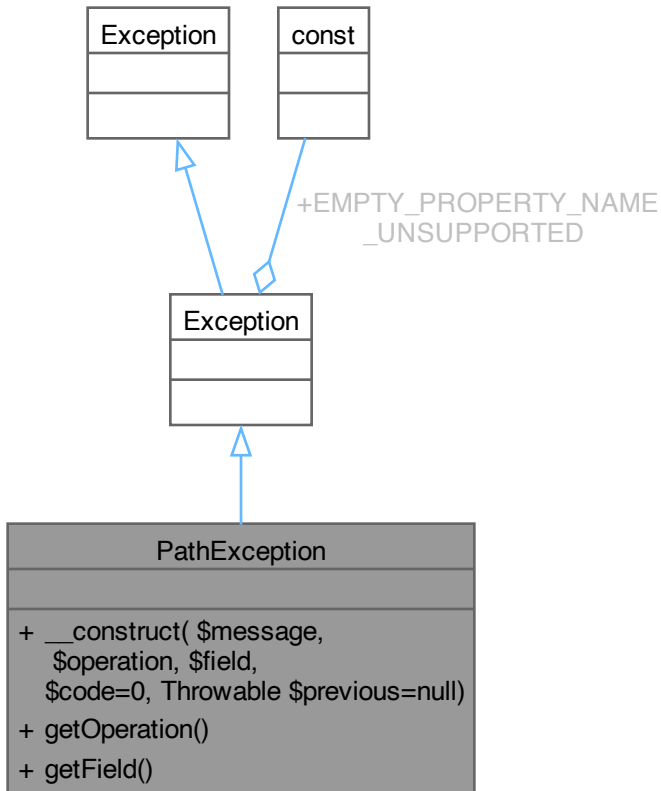 Exception
const
+EMPTY_PROPERTY_NAME
_UNSUPPORTED
Exception
PathException
+ __construct( $message,
$operation, $field,
$code=0, Throwable $previous=null)
+ getOperation()
+ getField()